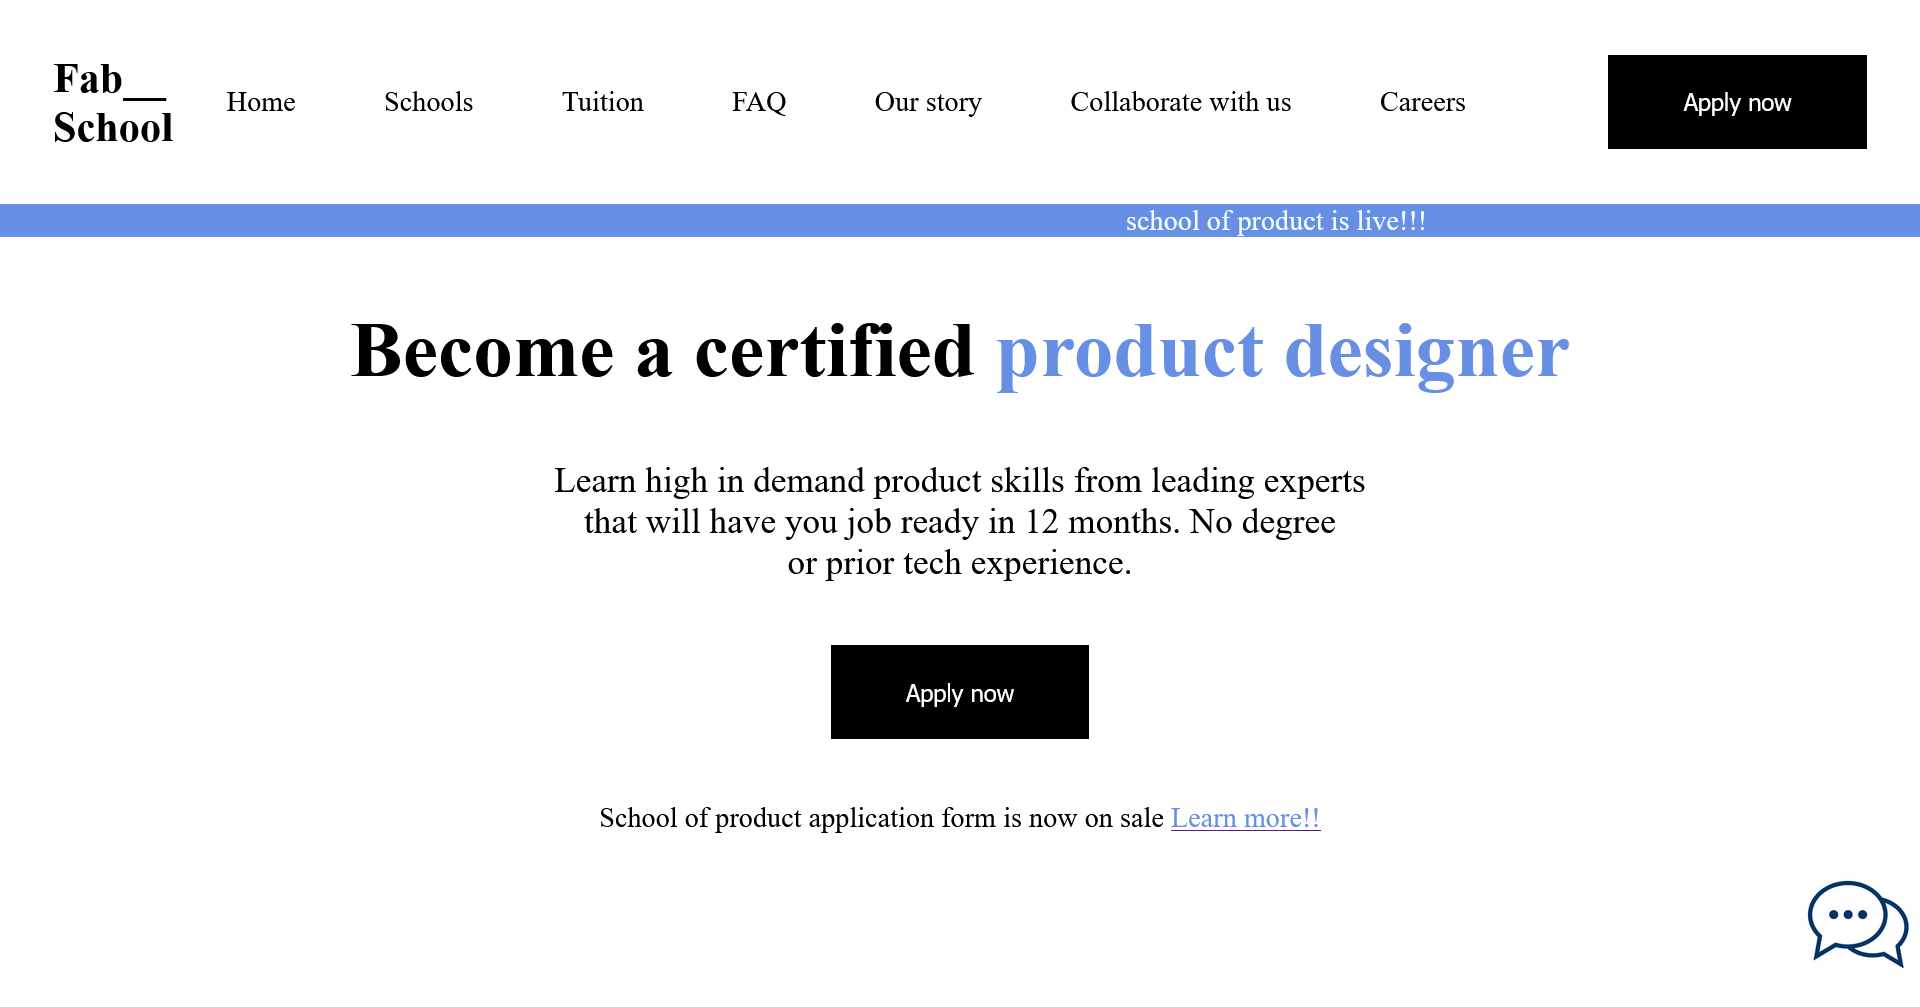 Fab__
School
Home Schools Tuition FAQ Our story Collaborate with us Careers Apply now
school of product is live!!!
Become a certified product designer
Learn high in demand product skills from leading experts
that will have you job ready in 12 months. No degree
or prior tech experience.
Apply now
School of product application form is now on sale Learn more!!